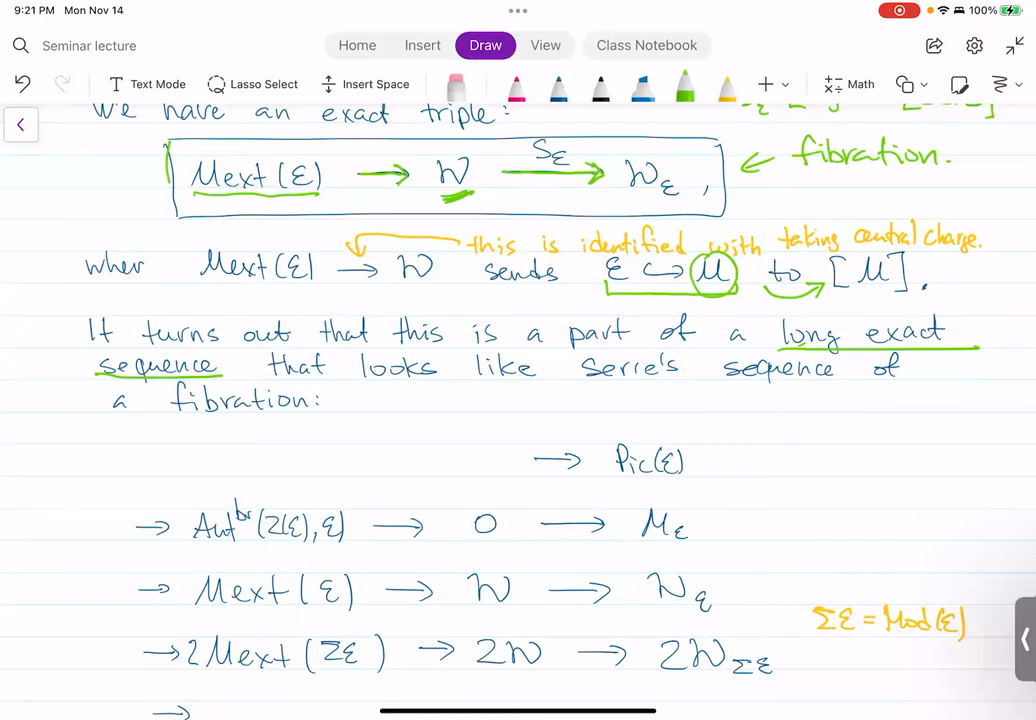 9:21 PM Mon Nov 14
100%
Seminar lecture
Home Insert Draw View Class Notebook
Text Mode Lasso Select Insert Space Math
We have an exact triple:
Mext(ℰ) → W —S_ℰ→ W_ℰ ,
← fibration.
this is identified with taking central charge.
wher Mext(ℰ) → W sends ℰ ↪ M to [M].
It turns out that this is a part of a long exact
sequence that looks like Serre's sequence of
a fibration:
→ Pic(ℰ)
→ Aut^br(Z(ℰ), ℰ) → 0 → M_ℰ
→ Mext(ℰ) → W → W_ℰ
Σℰ = Mod(ℰ)
→ 2Mext(Σℰ) → 2W → 2W_Σℰ
→